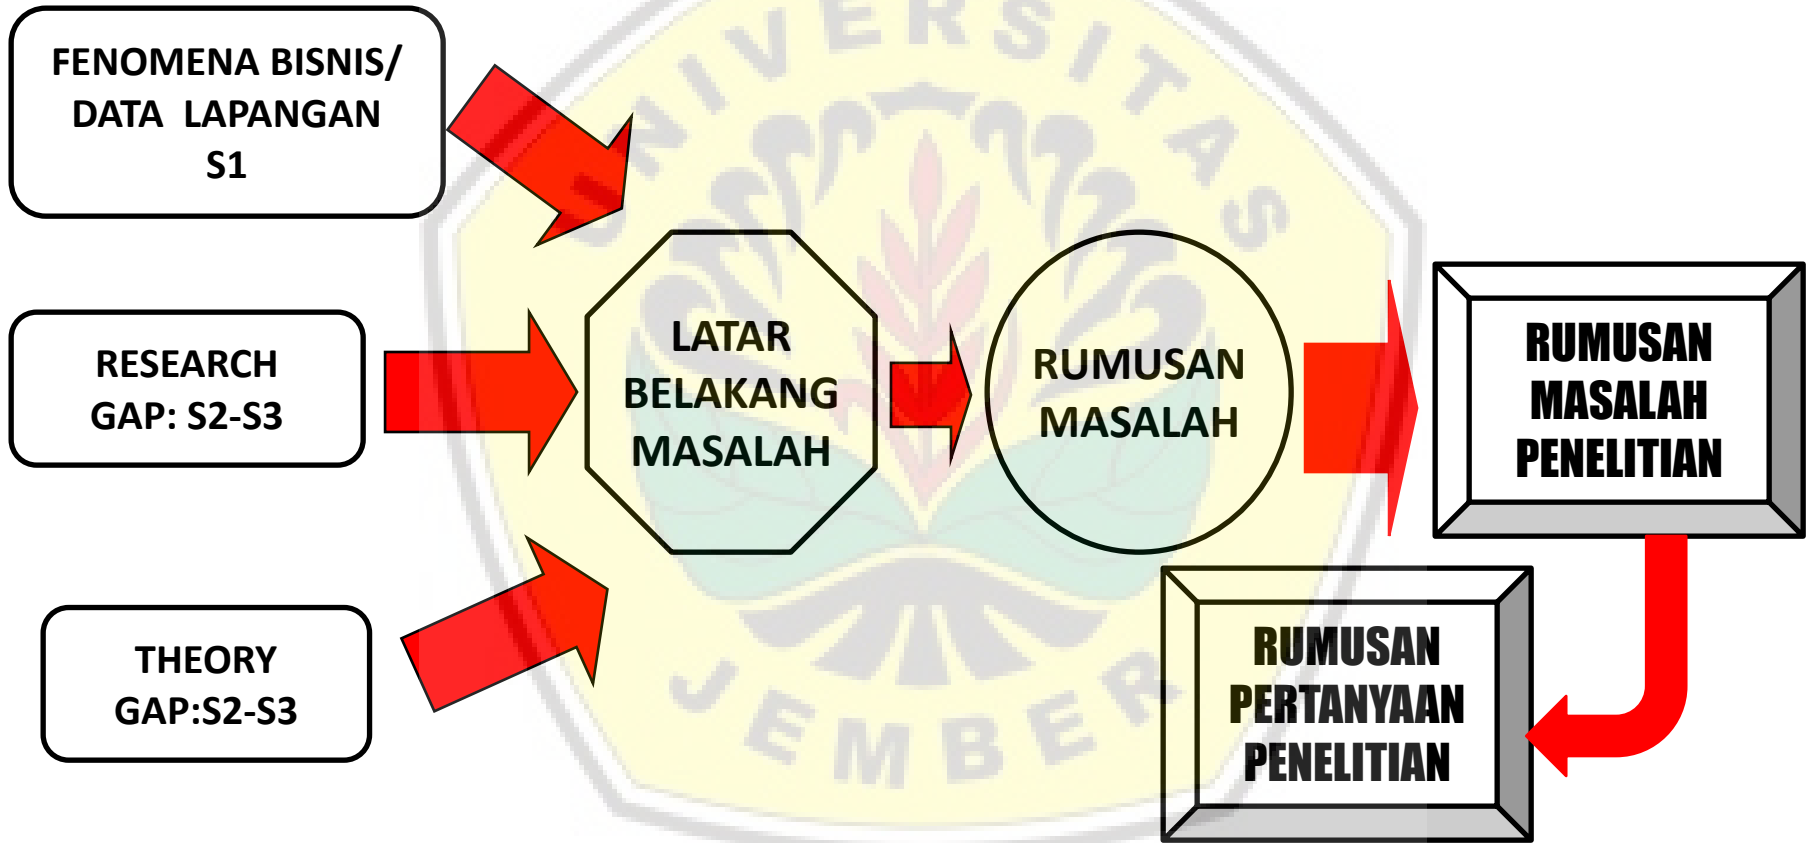 UNIVERSITAS
FENOMENA BISNIS/
DATA LAPANGAN
S1
RESEARCH
GAP: S2-S3
THEORY
GAP:S2-S3
LATAR
BELAKANG
MASALAH
RUMUSAN
MASALAH
RUMUSAN
MASALAH
PENELITIAN
RUMUSAN
PERTANYAAN
PENELITIAN
JEMBER